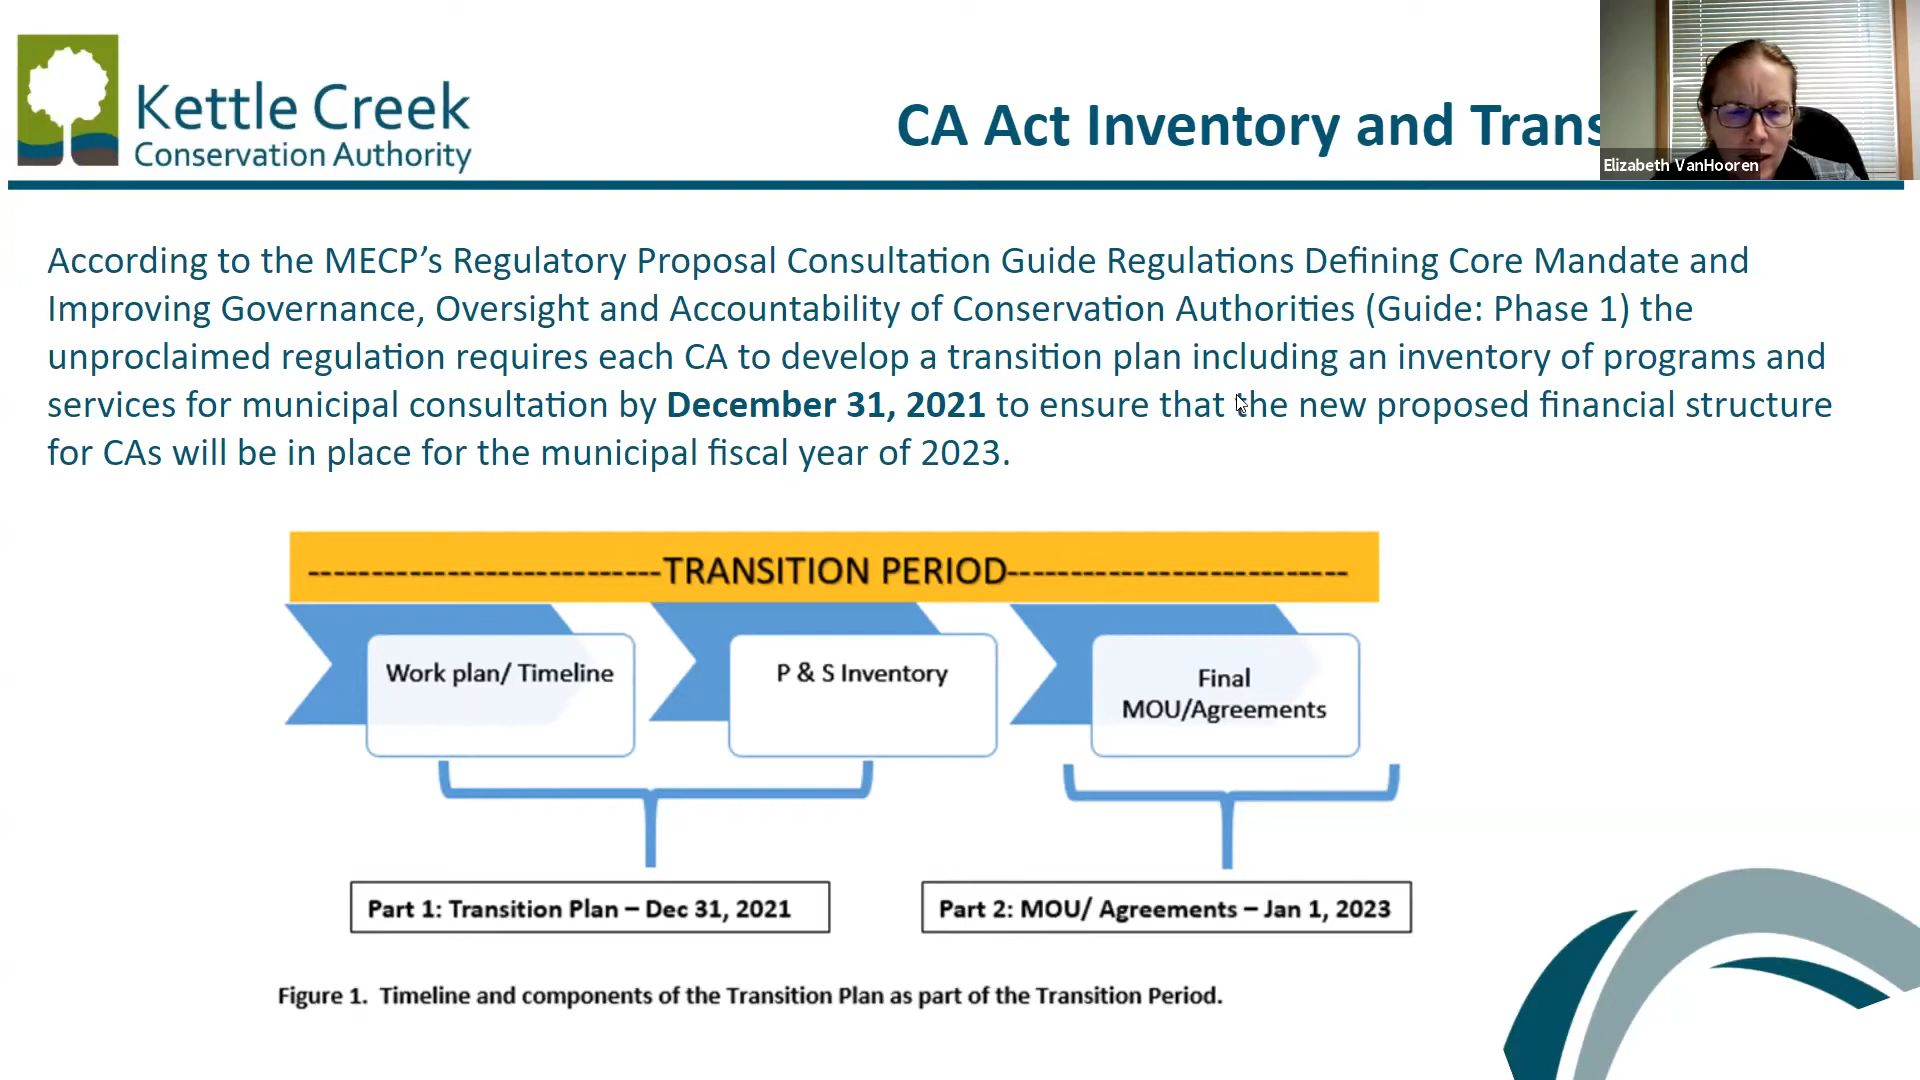 Kettle Creek
Conservation Authority
CA Act Inventory and Trans
Elizabeth VanHooren
According to the MECP’s Regulatory Proposal Consultation Guide Regulations Defining Core Mandate and
Improving Governance, Oversight and Accountability of Conservation Authorities (Guide: Phase 1) the
unproclaimed regulation requires each CA to develop a transition plan including an inventory of programs and
services for municipal consultation by December 31, 2021 to ensure that the new proposed financial structure
for CAs will be in place for the municipal fiscal year of 2023.
---------------------------TRANSITION PERIOD--------------------------
Work plan/ Timeline
P & S Inventory
Final
MOU/Agreements
Part 1: Transition Plan – Dec 31, 2021
Part 2: MOU/ Agreements – Jan 1, 2023
Figure 1. Timeline and components of the Transition Plan as part of the Transition Period.